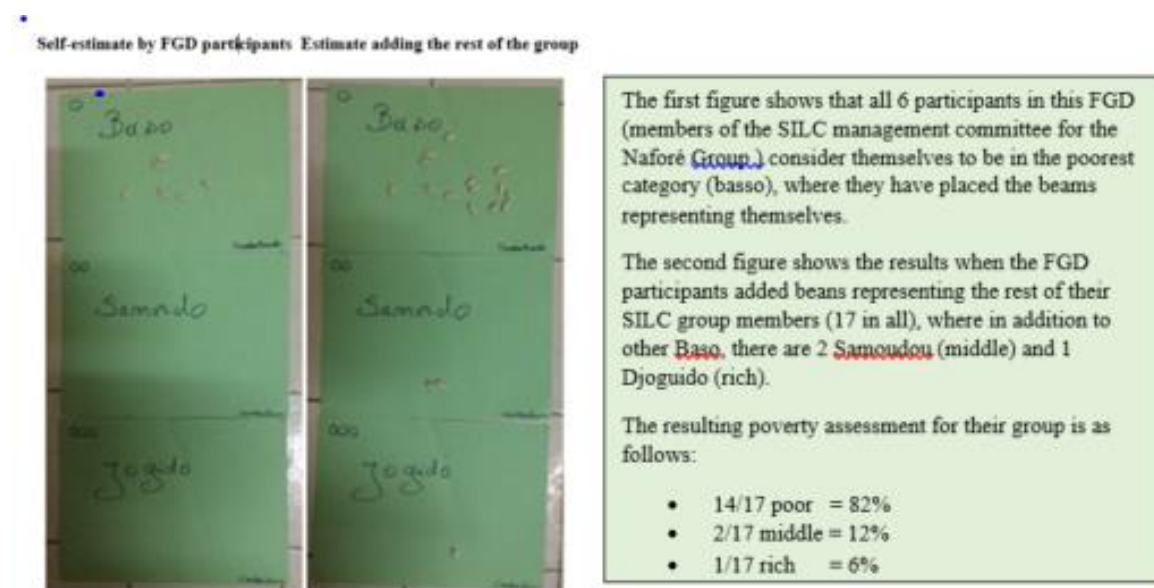 Self-estimate by FGD participants Estimate adding the rest of the group
O
Baso
OO
Samndo
OOO
Jogido
O
Baso
OO
Samndo
OOO
Jogido
The first figure shows that all 6 participants in this FGD
(members of the SILC management committee for the
Naforé Group ) consider themselves to be in the poorest
category (basso), where they have placed the beams
representing themselves.
The second figure shows the results when the FGD
participants added beans representing the rest of their
SILC group members (17 in all), where in addition to
other Baso, there are 2 Samoudou (middle) and 1
Djoguido (rich).
The resulting poverty assessment for their group is as
follows:
• 14/17 poor = 82%
• 2/17 middle = 12%
• 1/17 rich = 6%